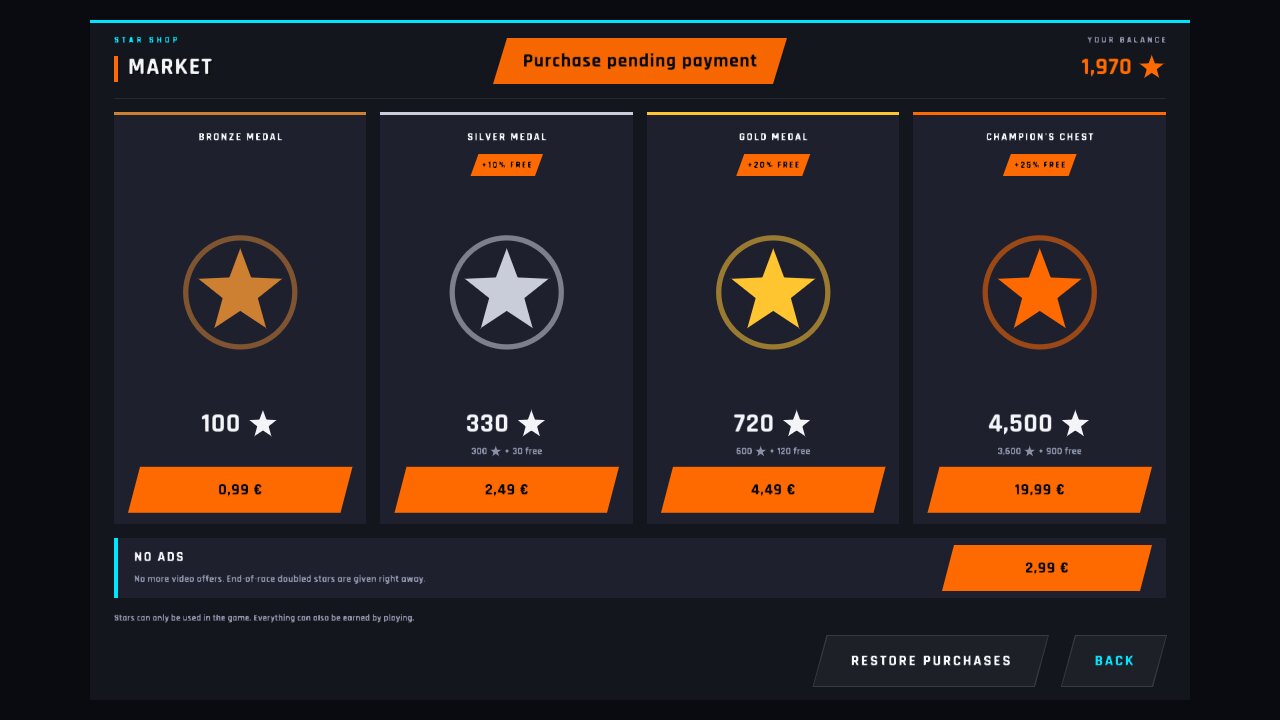 STAR SHOP
MARKET
Purchase pending payment
YOUR BALANCE
1,970
BRONZE MEDAL
100
0,99 €
SILVER MEDAL
+10% FREE
330
300 + 30 free
2,49 €
GOLD MEDAL
+20% FREE
720
600 + 120 free
4,49 €
CHAMPION'S CHEST
+25% FREE
4,500
3,600 + 900 free
19,99 €
NO ADS
No more video offers. End-of-race doubled stars are given right away.
2,99 €
Stars can only be used in the game. Everything can also be earned by playing.
RESTORE PURCHASES
BACK